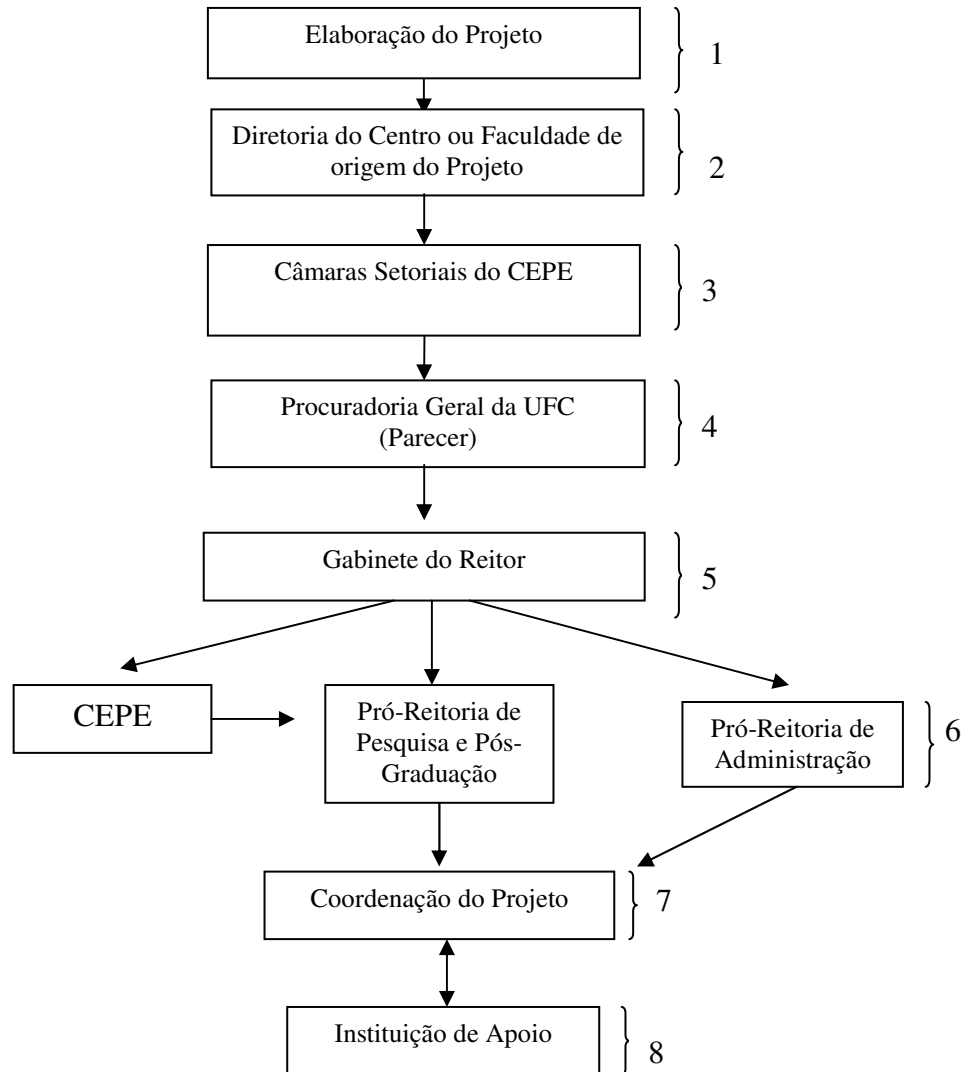 Elaboração do Projeto
1
Diretoria do Centro ou Faculdade de
origem do Projeto
2
Câmaras Setoriais do CEPE
3
Procuradoria Geral da UFC
(Parecer)
4
Gabinete do Reitor
5
CEPE
Pró-Reitoria de
Pesquisa e Pós-
Graduação
Pró-Reitoria de
Administração
6
Coordenação do Projeto
7
Instituição de Apoio
8